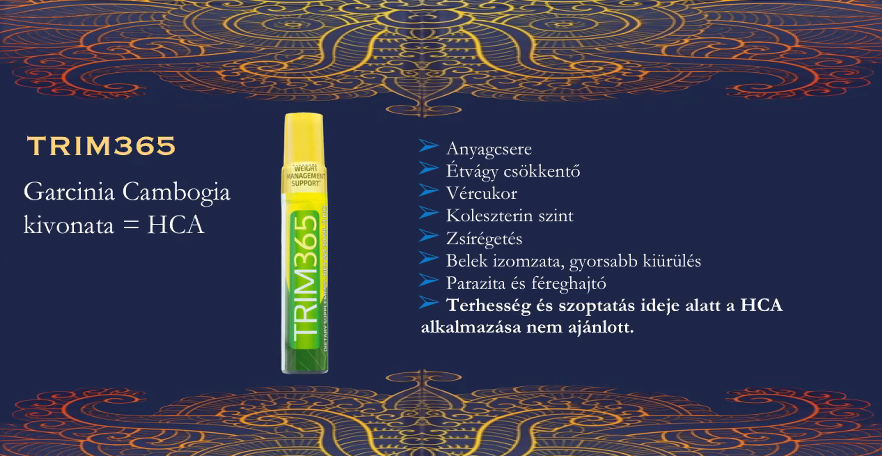 TRIM365
Garcinia Cambogia
kivonata = HCA
WEIGHT
MANAGEMENT
SUPPORT
TRIM365
Anyagcsere
Étvágy csökkentő
Vércukor
Koleszterin szint
Zsírégetés
Belek izomzata, gyorsabb kiürülés
Parazita és féreghajtó
Terhesség és szoptatás ideje alatt a HCA
alkalmazása nem ajánlott.